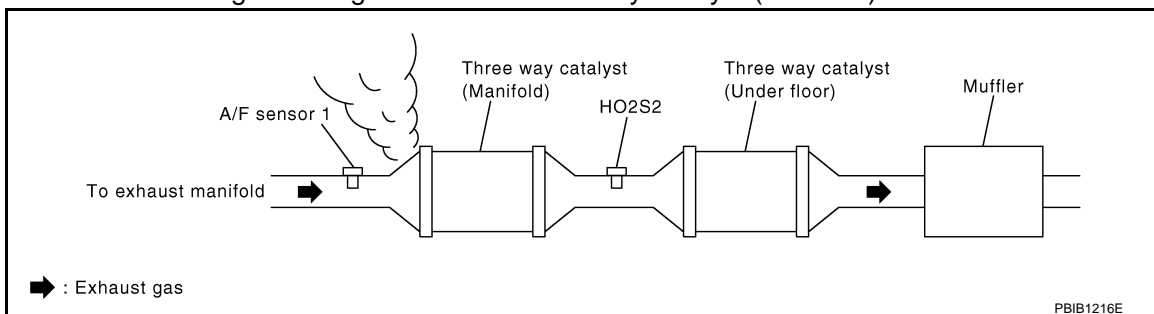 Three way catalyst
(Manifold)
Three way catalyst
(Under floor)
Muffler
A/F sensor 1
HO2S2
To exhaust manifold
: Exhaust gas
PBIB1216E